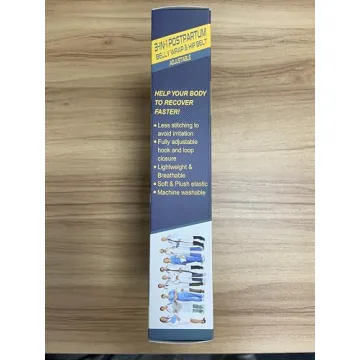 3-IN-1 POSTPARTUM
BELLY WRAP & HIP BELT
ADJUSTABLE
HELP YOUR BODY
TO RECOVER
FASTER!
• Less stitching to
avoid irritation
• Fully adjustable
hook and loop
closure
• Lightweight &
Breathable
• Soft & Plush elastic
• Machine washable